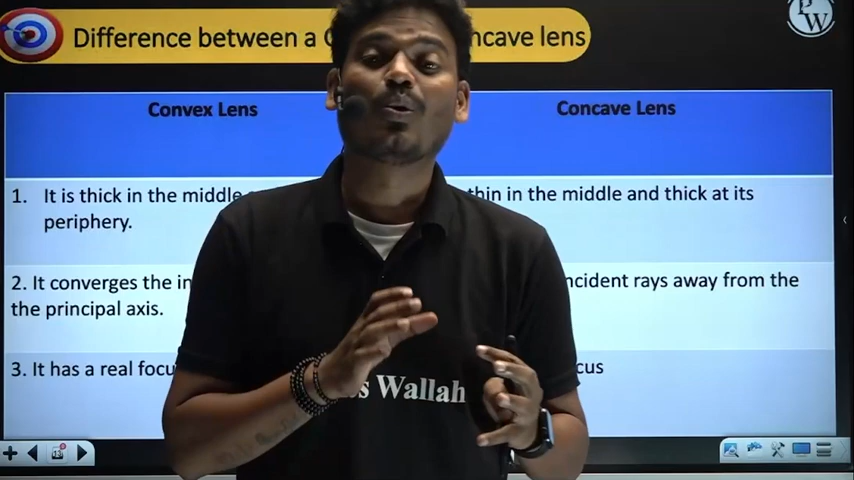 Difference between a
ncave lens
PW
Convex Lens
Concave Lens
1. It is thick in the middle
periphery.
thin in the middle and thick at its
2. It converges the in
the principal axis.
ncident rays away from the
3. It has a real focu
cus
s Wallah
13